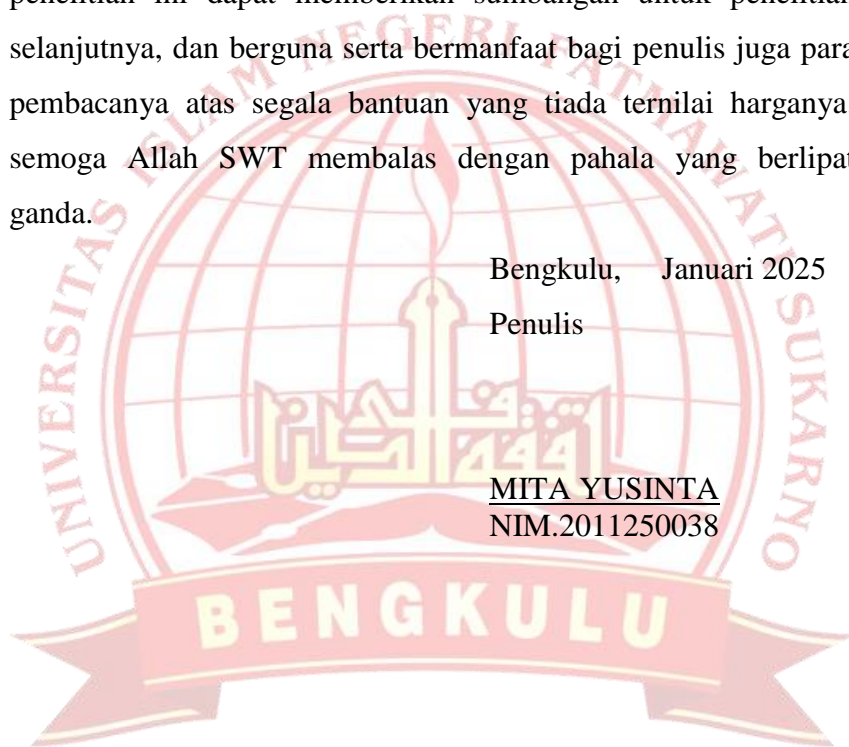 penelitian ini dapat memberikan sumbangan untuk penelitian
selanjutnya, dan berguna serta bermanfaat bagi penulis juga para
pembacanya atas segala bantuan yang tiada ternilai harganya
semoga Allah SWT membalas dengan pahala yang berlipat
ganda.
Bengkulu, Januari 2025
Penulis
MITA YUSINTA
NIM.2011250038
UNIVERSITAS ISLAM NEGERI FATMAWATI SUKARNO
BENGKULU